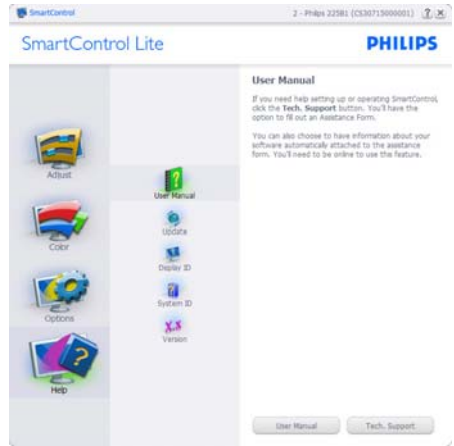 SmartControl
2 - Philips 225B1 (CS30715000001)
SmartControl Lite
PHILIPS
Adjust
Color
Options
Help
User Manual
Update
Display ID
System ID
X.X
Version
User Manual
If you need help setting up or operating SmartControl,
click the Tech. Support button. You'll have the
option to fill out an Assistance Form.
You can also choose to have information about your
software automatically attached to the assistance
form. You'll need to be online to use this feature.
User Manual
Tech. Support